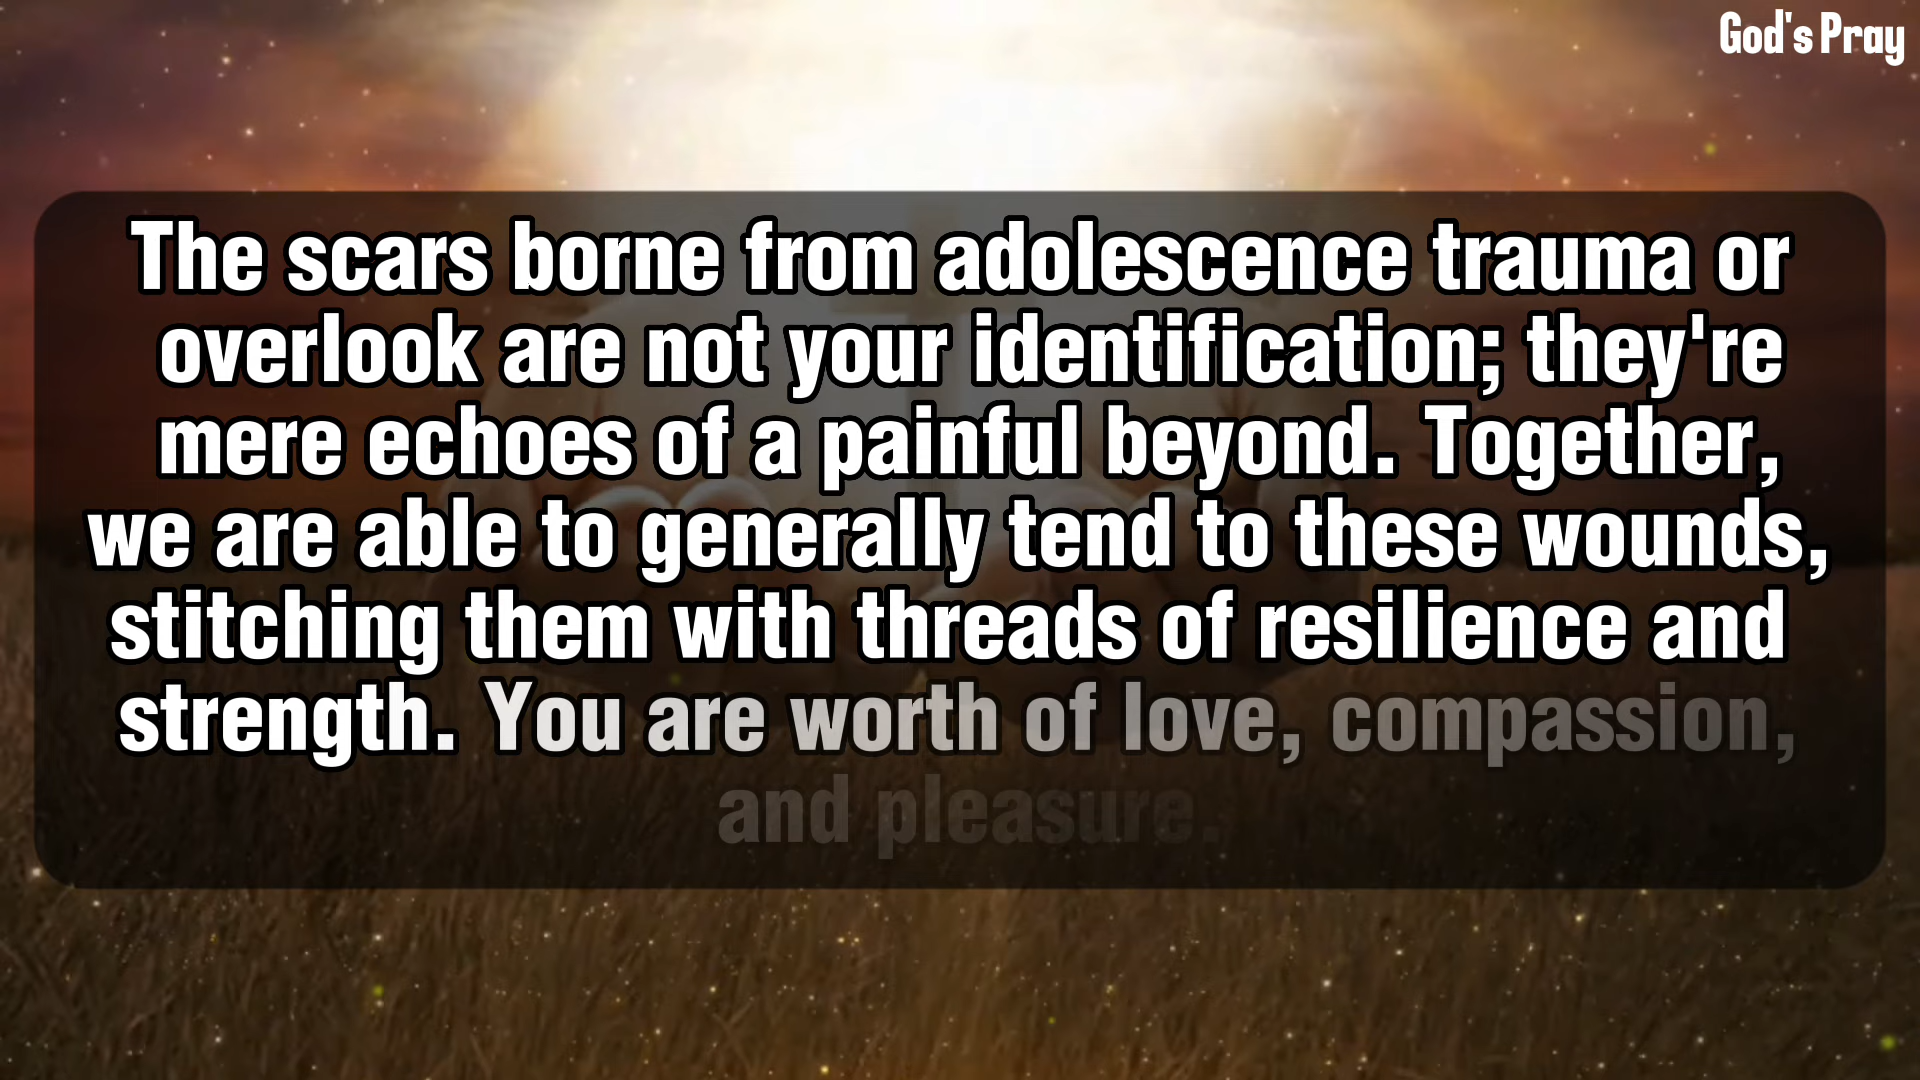 God's Pray
The scars borne from adolescence trauma or
overlook are not your identification; they're
mere echoes of a painful beyond. Together,
we are able to generally tend to these wounds,
stitching them with threads of resilience and
strength. You are worth of love, compassion,
and pleasure.